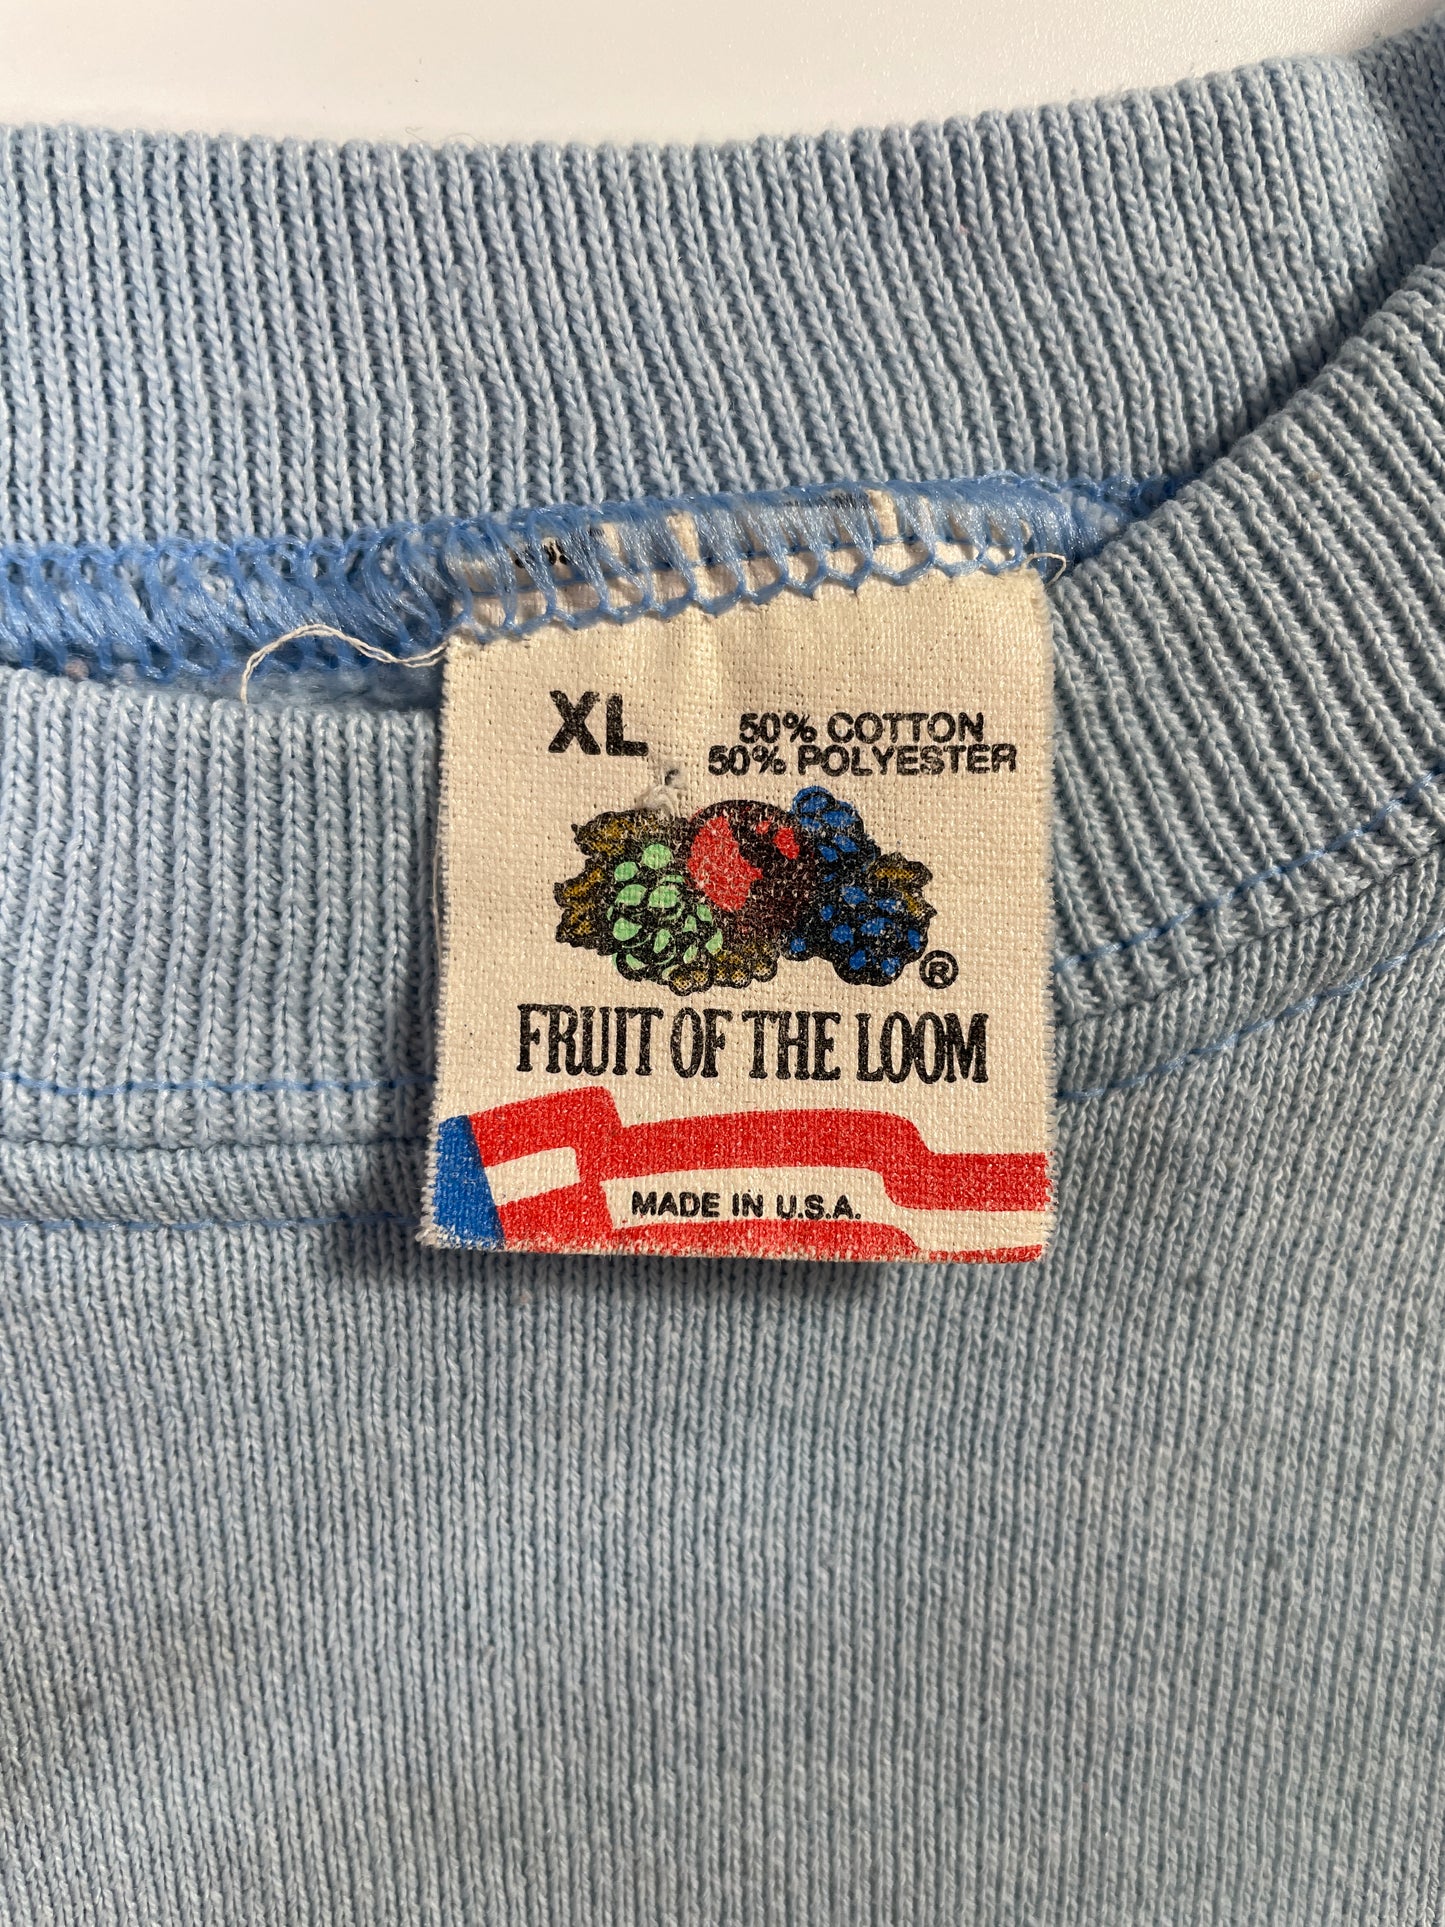 XL
50% COTTON
50% POLYESTER
®
FRUIT OF THE LOOM
MADE IN U.S.A.